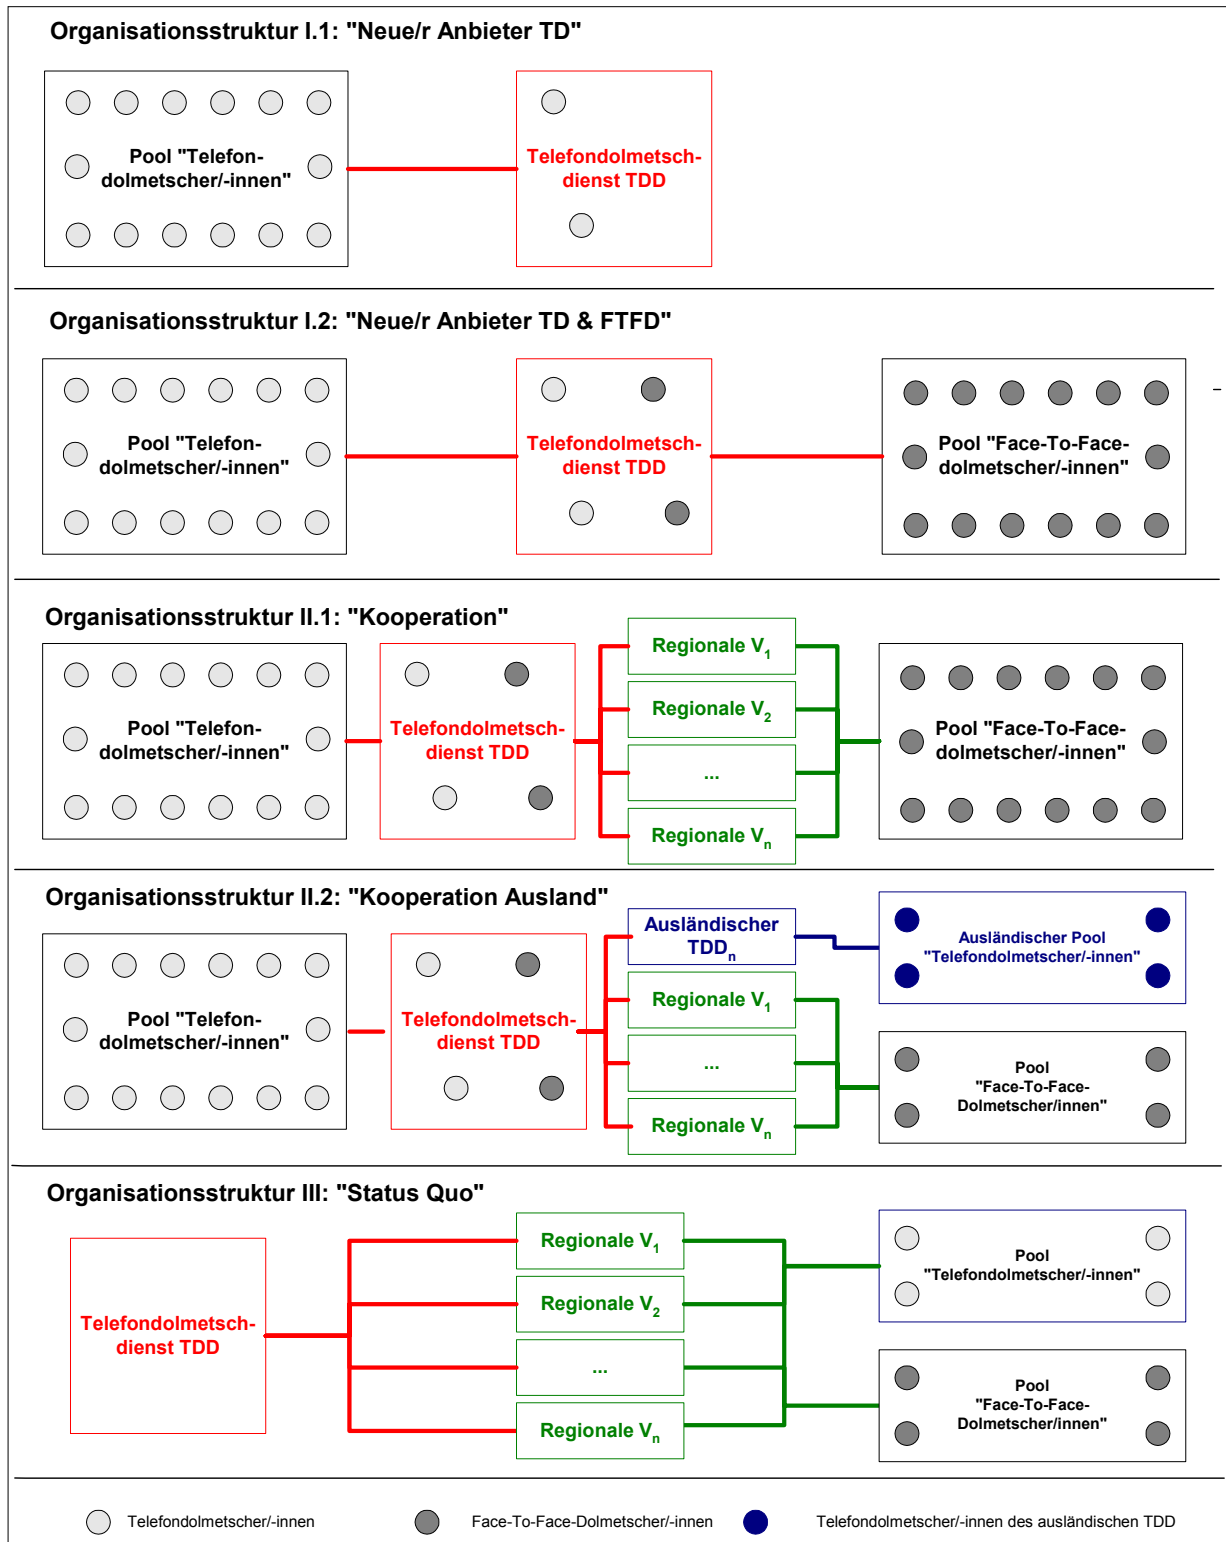 Organisationsstruktur I.1: "Neue/r Anbieter TD"
Pool "Telefon-
dolmetscher/-innen"
Telefondolmetsch-
dienst TDD
Organisationsstruktur I.2: "Neue/r Anbieter TD & FTFD"
Pool "Telefon-
dolmetscher/-innen"
Telefondolmetsch-
dienst TDD
Pool "Face-To-Face-
dolmetscher/-innen"
Organisationsstruktur II.1: "Kooperation"
Pool "Telefon-
dolmetscher/-innen"
Telefondolmetsch-
dienst TDD
Regionale V1
Regionale V2
...
Regionale Vn
Pool "Face-To-Face-
dolmetscher/-innen"
Organisationsstruktur II.2: "Kooperation Ausland"
Pool "Telefon-
dolmetscher/-innen"
Telefondolmetsch-
dienst TDD
Ausländischer
TDDn
Regionale V1
...
Regionale Vn
Ausländischer Pool
"Telefondolmetscher/-innen"
Pool
"Face-To-Face-
Dolmetscher/innen"
Organisationsstruktur III: "Status Quo"
Telefondolmetsch-
dienst TDD
Regionale V1
Regionale V2
...
Regionale Vn
Pool
"Telefondolmetscher/-innen"
Pool
"Face-To-Face-
Dolmetscher/innen"
Telefondolmetscher/-innen
Face-To-Face-Dolmetscher/-innen
Telefondolmetscher/-innen des ausländischen TDD